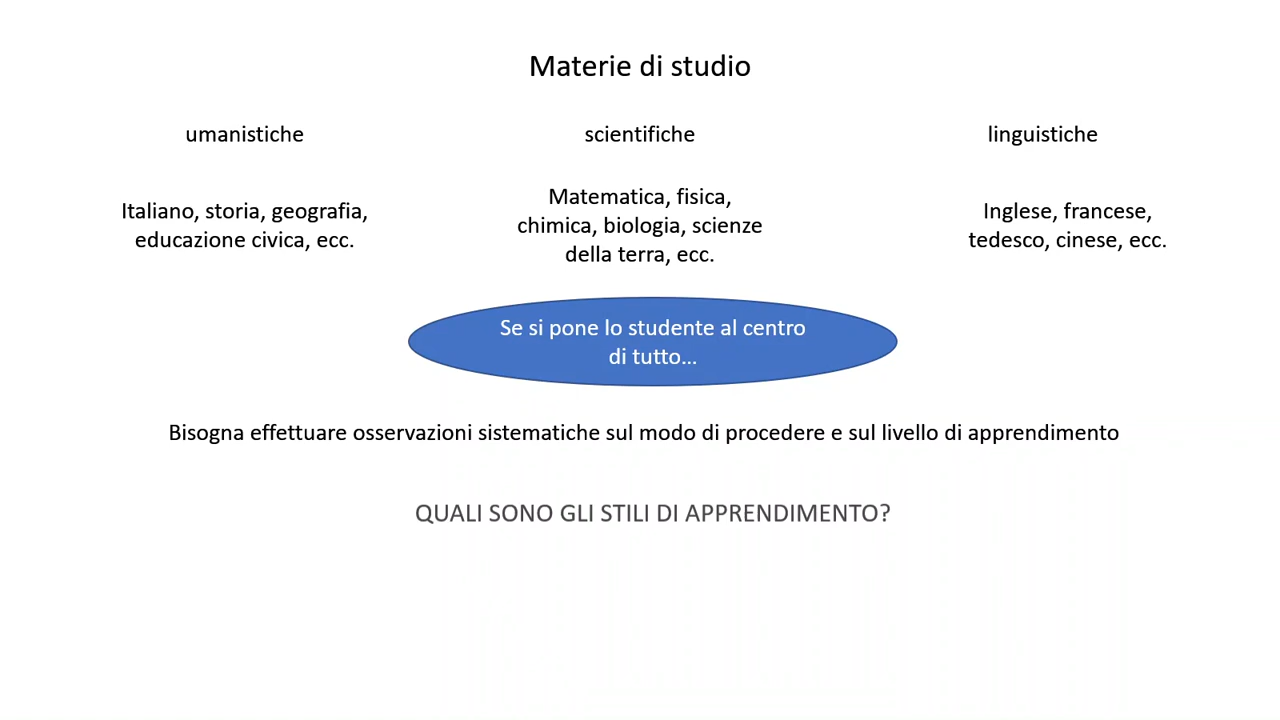 Materie di studio
umanistiche
scientifiche
linguistiche
Italiano, storia, geografia,
educazione civica, ecc.
Matematica, fisica,
chimica, biologia, scienze
della terra, ecc.
Inglese, francese,
tedesco, cinese, ecc.
Se si pone lo studente al centro
di tutto…
Bisogna effettuare osservazioni sistematiche sul modo di procedere e sul livello di apprendimento
QUALI SONO GLI STILI DI APPRENDIMENTO?